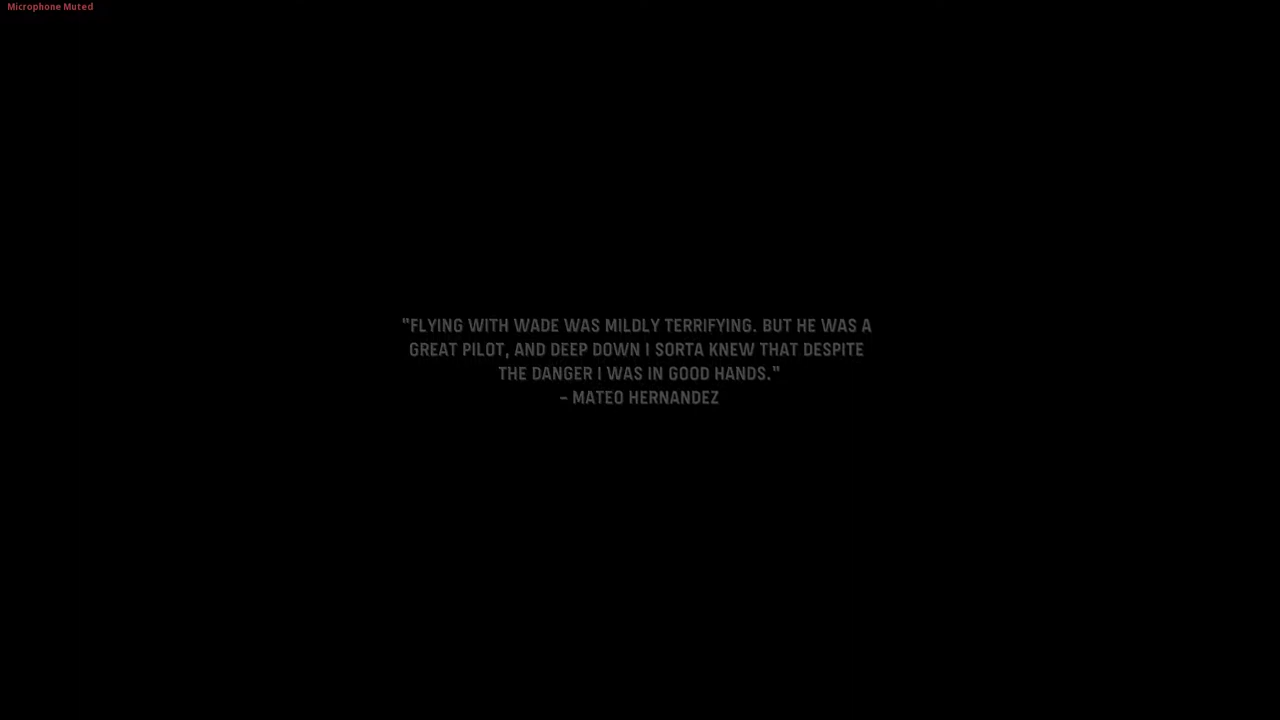 Microphone Muted
"FLYING WITH WADE WAS MILDLY TERRIFYING. BUT HE WAS A
GREAT PILOT, AND DEEP DOWN I SORTA KNEW THAT DESPITE
THE DANGER I WAS IN GOOD HANDS."
- MATEO HERNANDEZ